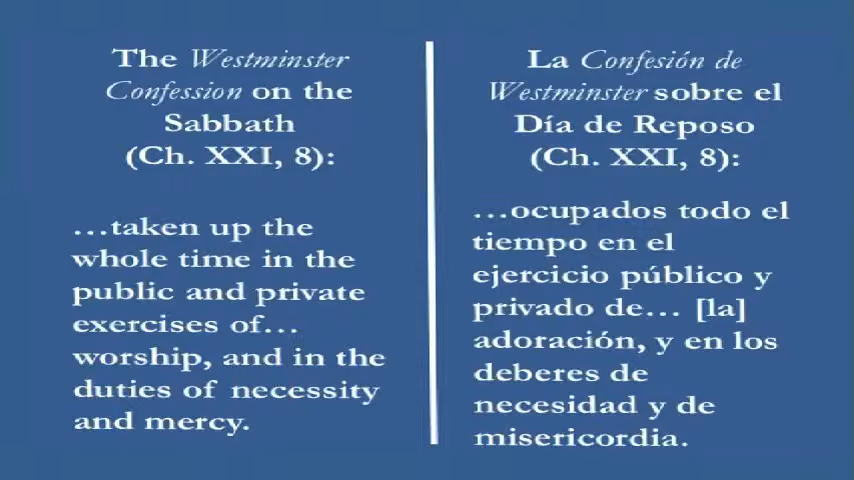 The Westminster
Confession on the
Sabbath
(Ch. XXI, 8):
…taken up the
whole time in the
public and private
exercises of…
worship, and in the
duties of necessity
and mercy.
La Confesión de
Westminster sobre el
Día de Reposo
(Ch. XXI, 8):
…ocupados todo el
tiempo en el
ejercicio público y
privado de… [la]
adoración, y en los
deberes de
necesidad y de
misericordia.